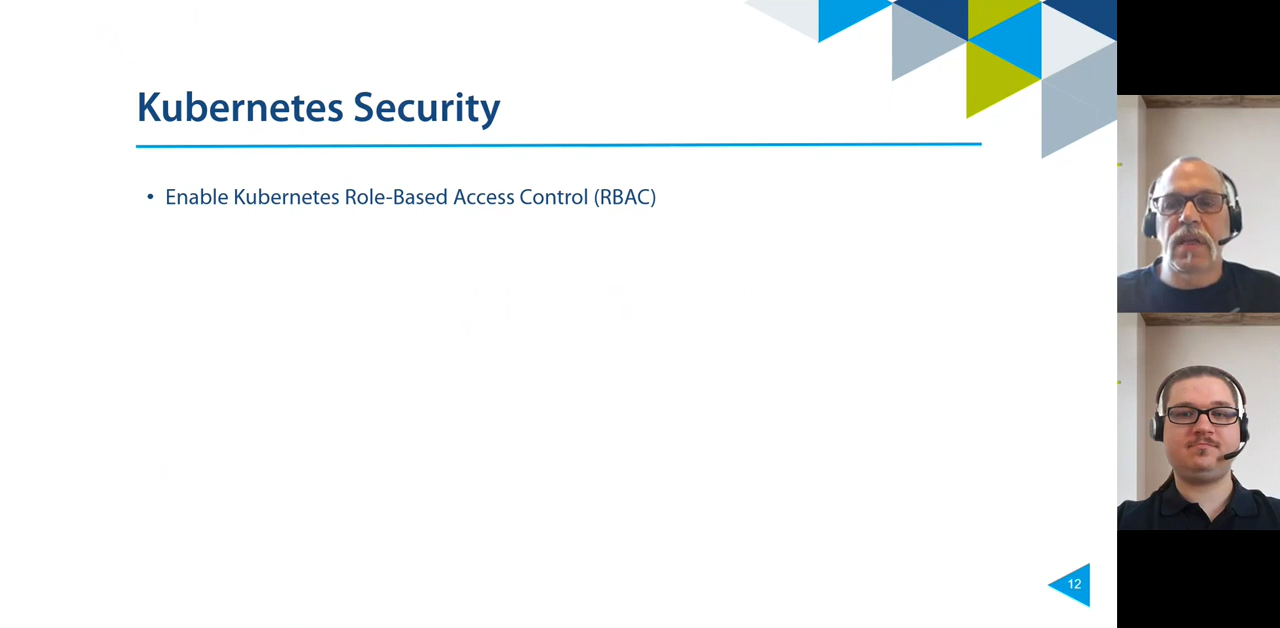 Kubernetes Security
• Enable Kubernetes Role-Based Access Control (RBAC)
12